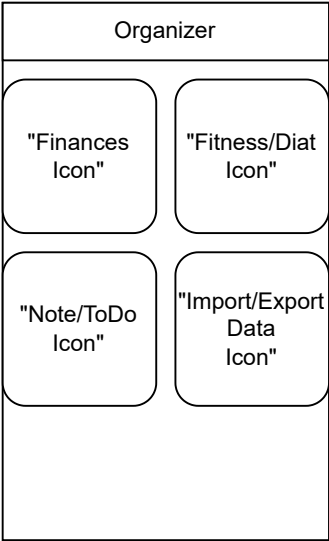 Organizer
"Finances
Icon"
"Fitness/Diat
Icon"
"Note/ToDo
Icon"
"Import/Export
Data
Icon"